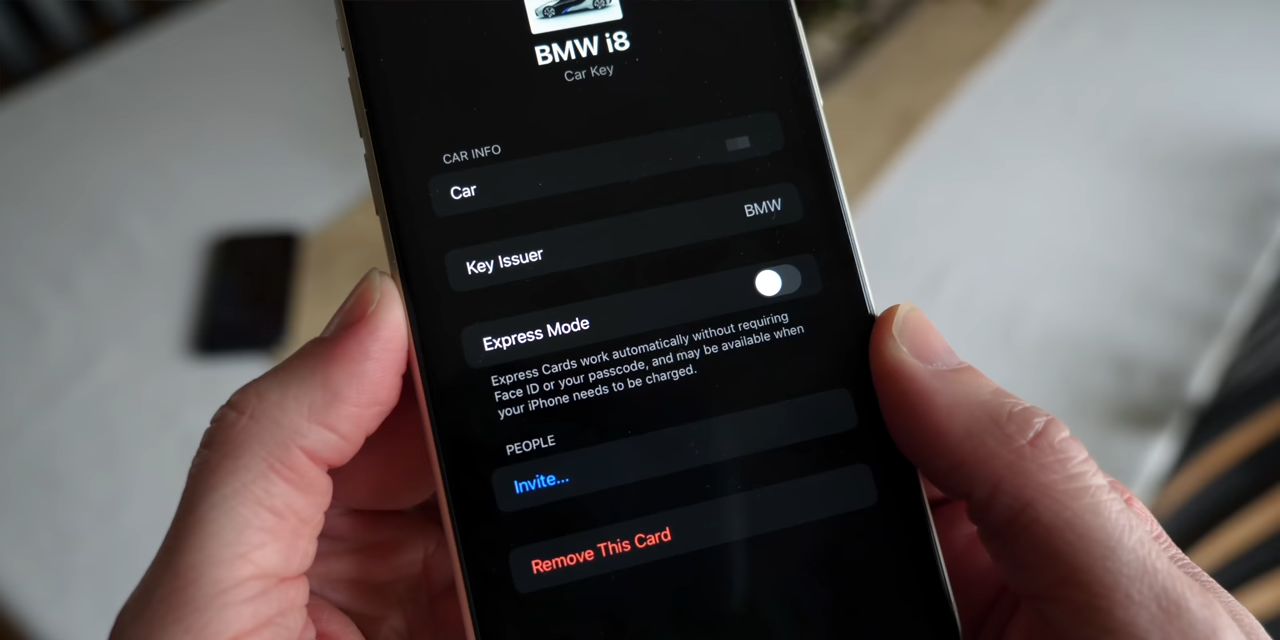 BMW i8
Car Key
CAR INFO
Car
Key Issuer BMW
Express Mode
Express Cards work automatically without requiring
Face ID or your passcode, and may be available when
your iPhone needs to be charged.
PEOPLE
Invite...
Remove This Card